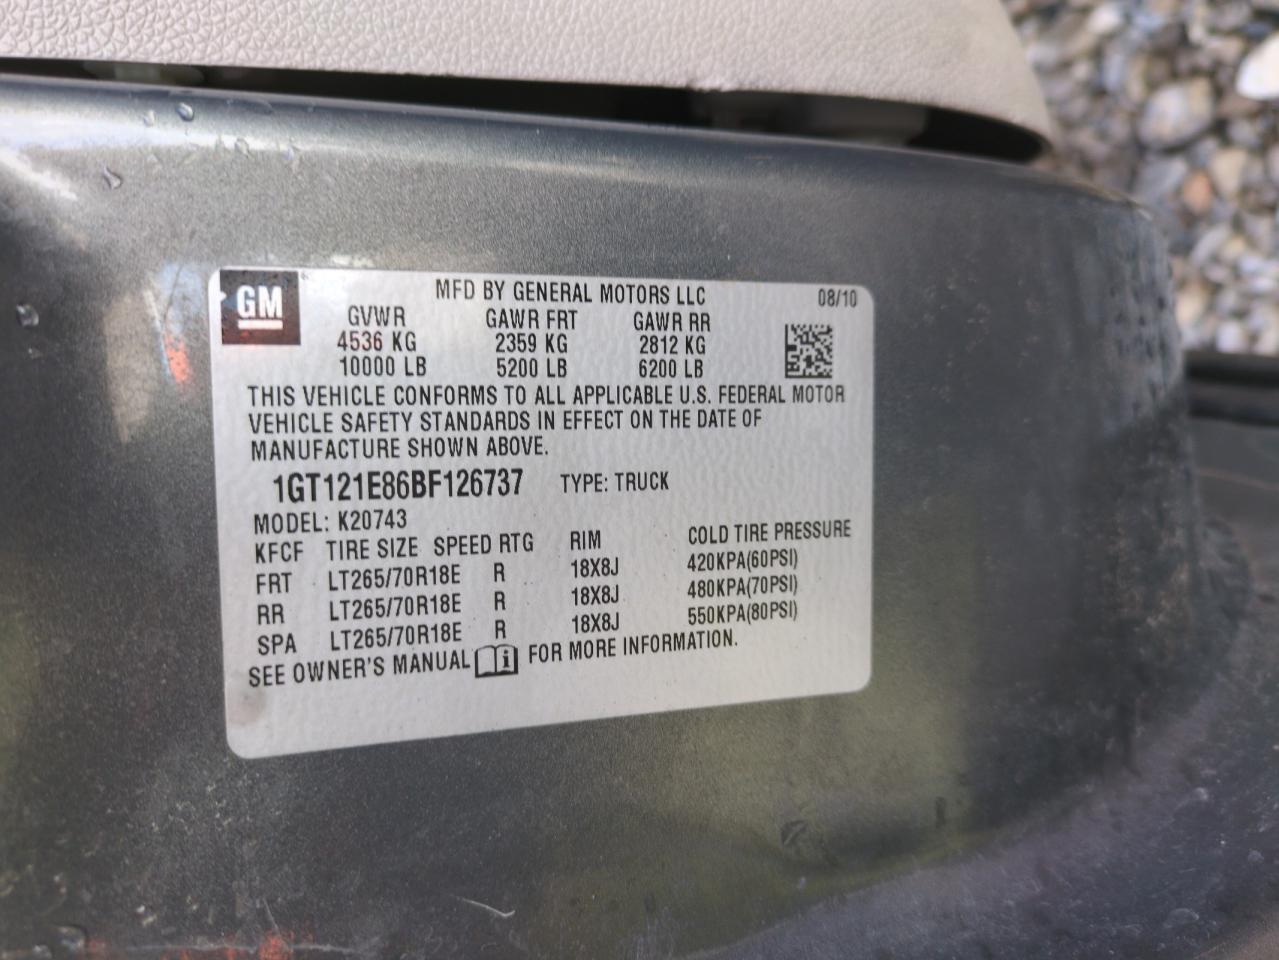 GM
MFD BY GENERAL MOTORS LLC 08/10
GVWR GAWR FRT GAWR RR
4536 KG 2359 KG 2812 KG
10000 LB 5200 LB 6200 LB
THIS VEHICLE CONFORMS TO ALL APPLICABLE U.S. FEDERAL MOTOR
VEHICLE SAFETY STANDARDS IN EFFECT ON THE DATE OF
MANUFACTURE SHOWN ABOVE.
1GT121E86BF126737 TYPE: TRUCK
MODEL: K20743
KFCF TIRE SIZE SPEED RTG RIM COLD TIRE PRESSURE
FRT LT265/70R18E R 18X8J 420KPA(60PSI)
RR LT265/70R18E R 18X8J 480KPA(70PSI)
SPA LT265/70R18E R 18X8J 550KPA(80PSI)
SEE OWNER'S MANUAL i FOR MORE INFORMATION.